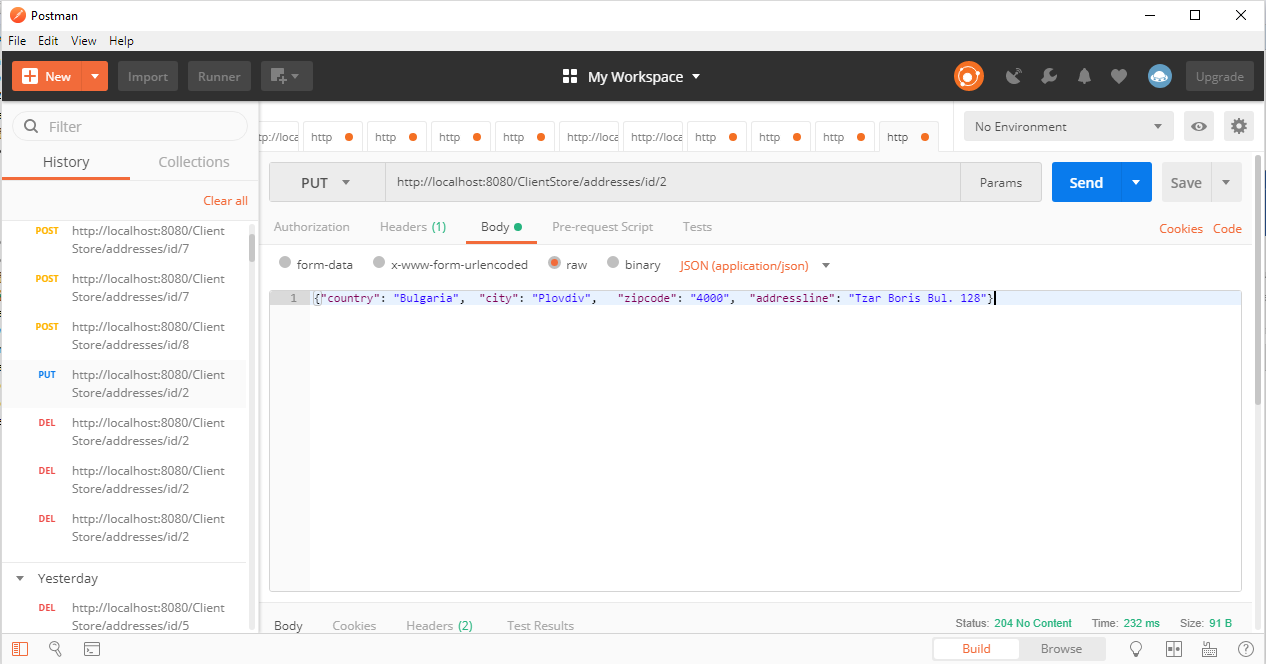 Postman
File Edit View Help
New Import Runner My Workspace Upgrade
Filter
History Collections
Clear all
POST http://localhost:8080/Client
Store/addresses/id/7
POST http://localhost:8080/Client
Store/addresses/id/7
POST http://localhost:8080/Client
Store/addresses/id/8
PUT http://localhost:8080/Client
Store/addresses/id/2
DEL http://localhost:8080/Client
Store/addresses/id/2
DEL http://localhost:8080/Client
Store/addresses/id/2
DEL http://localhost:8080/Client
Store/addresses/id/2
Yesterday
DEL http://localhost:8080/Client
Store/addresses/id/5
tp://loca http http http http http://loca http://loca http http http http
No Environment
PUT http://localhost:8080/ClientStore/addresses/id/2 Params Send Save
Authorization Headers (1) Body Pre-request Script Tests Cookies Code
form-data x-www-form-urlencoded raw binary JSON (application/json)
1 {"country": "Bulgaria", "city": "Plovdiv", "zipcode": "4000", "addressline": "Tzar Boris Bul. 128"}
Body Cookies Headers (2) Test Results Status: 204 No Content Time: 232 ms Size: 91 B
Build Browse